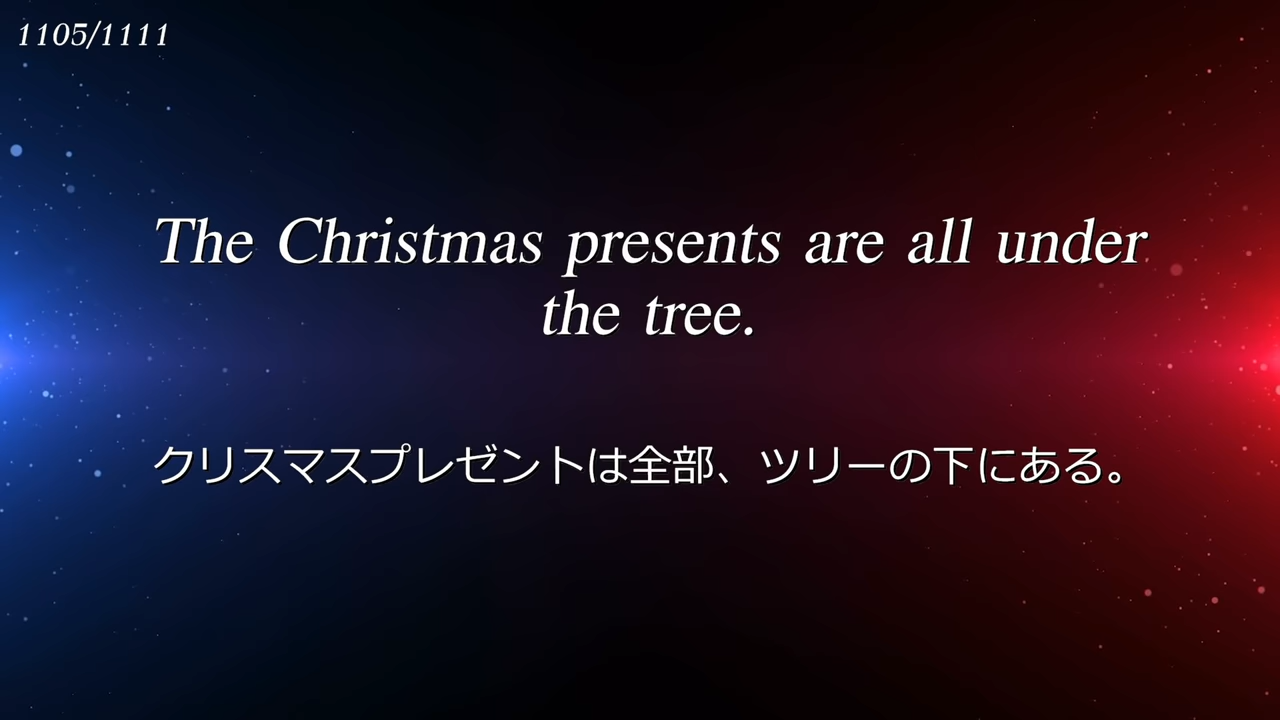 1105/1111
The Christmas presents are all under
the tree.
クリスマスプレゼントは全部、ツリーの下にある。